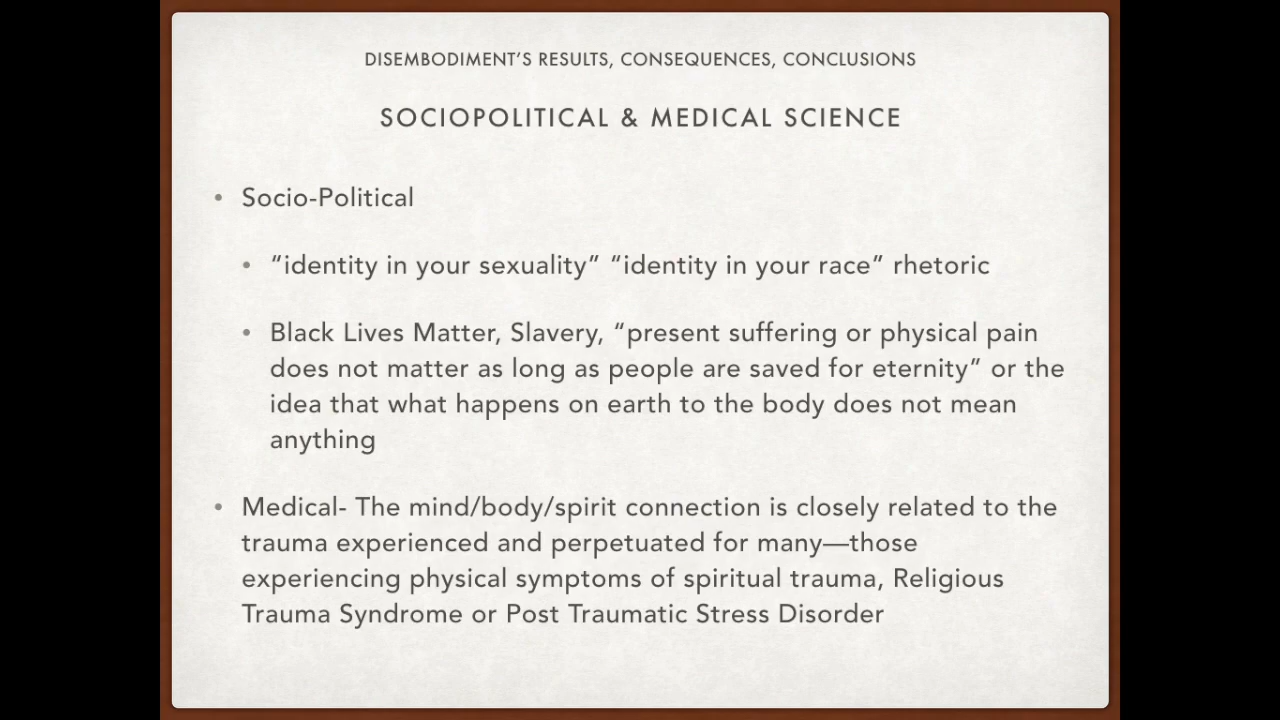 DISEMBODIMENT’S RESULTS, CONSEQUENCES, CONCLUSIONS
SOCIOPOLITICAL & MEDICAL SCIENCE
• Socio-Political
• “identity in your sexuality” “identity in your race” rhetoric
• Black Lives Matter, Slavery, “present suffering or physical pain
does not matter as long as people are saved for eternity” or the
idea that what happens on earth to the body does not mean
anything
• Medical- The mind/body/spirit connection is closely related to the
trauma experienced and perpetuated for many—those
experiencing physical symptoms of spiritual trauma, Religious
Trauma Syndrome or Post Traumatic Stress Disorder